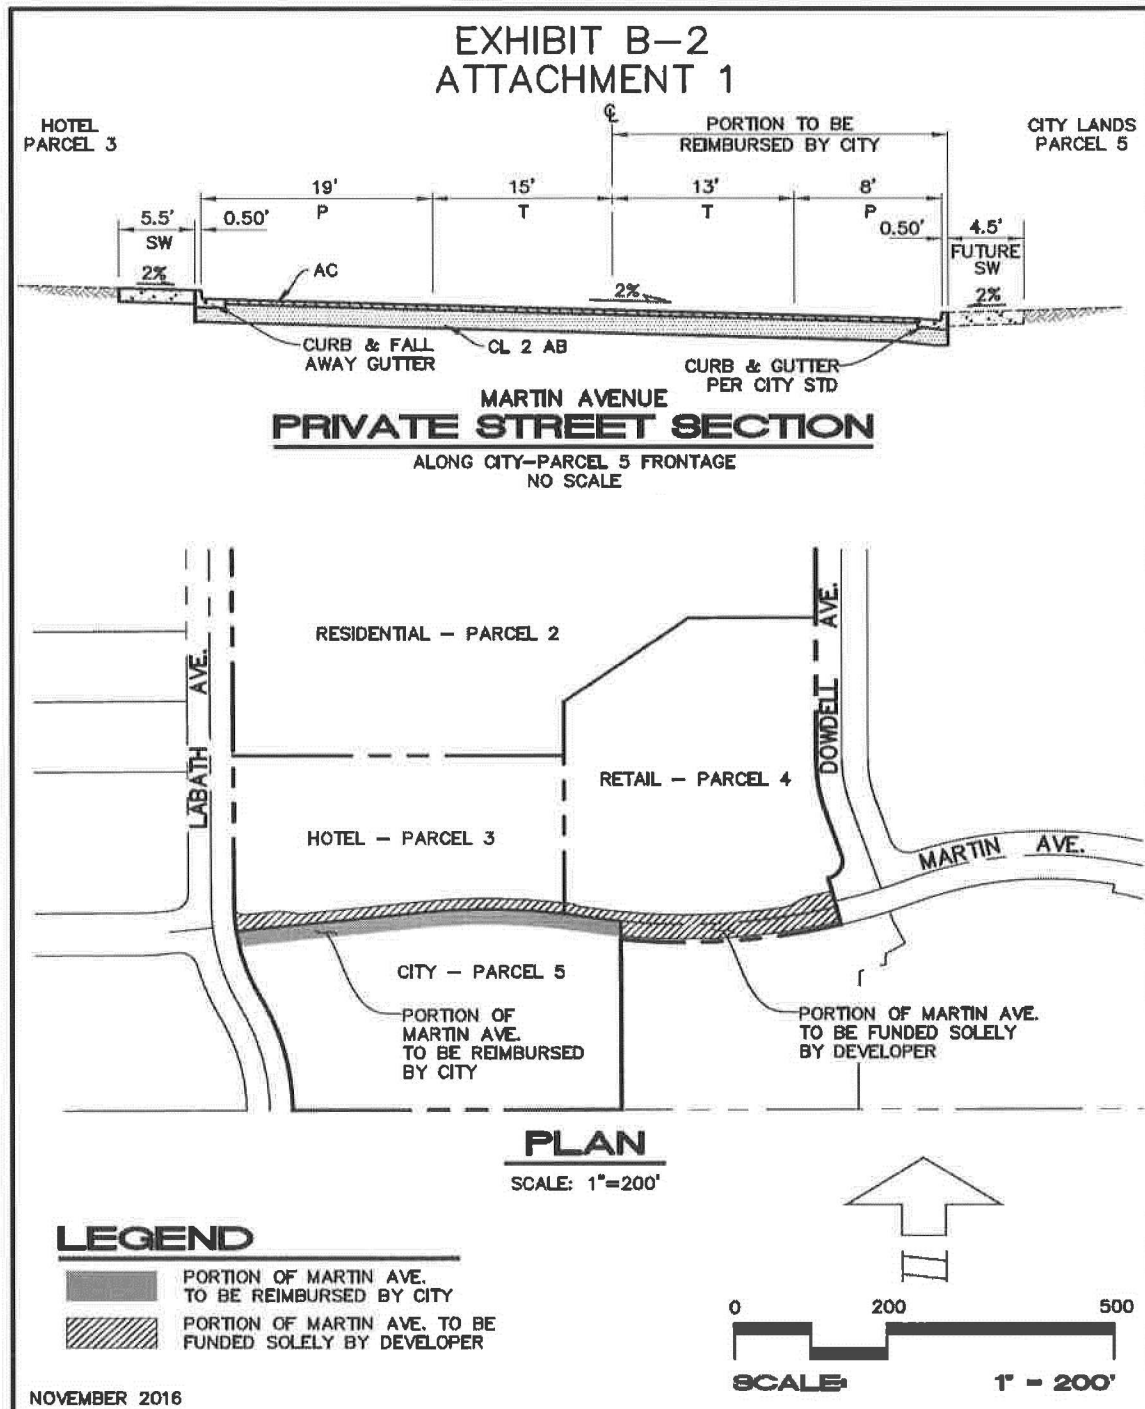 EXHIBIT B-2
ATTACHMENT 1
HOTEL
PARCEL 3
℄
PORTION TO BE
REIMBURSED BY CITY
CITY LANDS
PARCEL 5
19'
P
15'
T
13'
T
8'
P
5.5'
SW
0.50'
0.50'
4.5'
FUTURE
SW
2%
AC
2%
2%
CURB & FALL
AWAY GUTTER
CL 2 AB
CURB & GUTTER
PER CITY STD
MARTIN AVENUE
PRIVATE STREET SECTION
ALONG CITY-PARCEL 5 FRONTAGE
NO SCALE
RESIDENTIAL - PARCEL 2
LABATH AVE.
DOWDELL AVE.
RETAIL - PARCEL 4
HOTEL - PARCEL 3
MARTIN AVE.
CITY - PARCEL 5
PORTION OF
MARTIN AVE.
TO BE REIMBURSED
BY CITY
PORTION OF MARTIN AVE.
TO BE FUNDED SOLELY
BY DEVELOPER
PLAN
SCALE: 1"=200'
LEGEND
PORTION OF MARTIN AVE.
TO BE REIMBURSED BY CITY
PORTION OF MARTIN AVE. TO BE
FUNDED SOLELY BY DEVELOPER
0 200 500
SCALE: 1" = 200'
NOVEMBER 2016